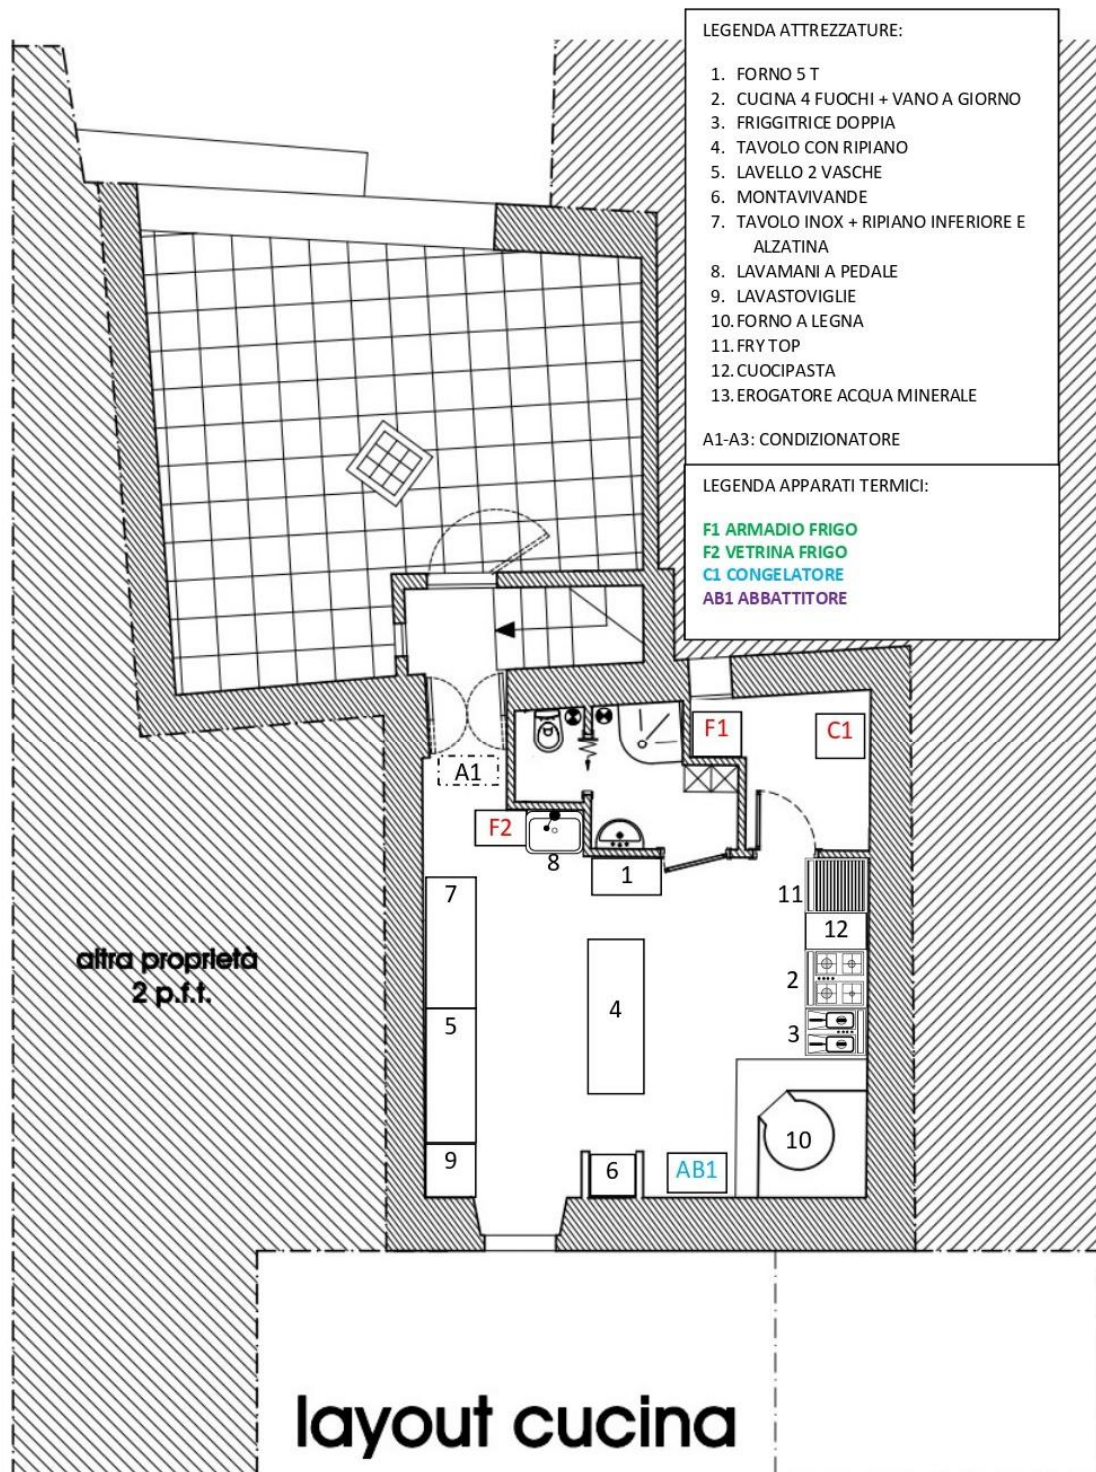 LEGENDA ATTREZZATURE:
1. FORNO 5 T
2. CUCINA 4 FUOCHI + VANO A GIORNO
3. FRIGGITRICE DOPPIA
4. TAVOLO CON RIPIANO
5. LAVELLO 2 VASCHE
6. MONTAVIVANDE
7. TAVOLO INOX + RIPIANO INFERIORE E
ALZATINA
8. LAVAMANI A PEDALE
9. LAVASTOVIGLIE
10. FORNO A LEGNA
11. FRY TOP
12. CUOCIPASTA
13. EROGATORE ACQUA MINERALE
A1-A3: CONDIZIONATORE
LEGENDA APPARATI TERMICI:
F1 ARMADIO FRIGO
F2 VETRINA FRIGO
C1 CONGELATORE
AB1 ABBATTITORE
F1
C1
A1
F2
8
1
7
11
12
altra proprietà
2 p.f.t.
2
4
5
3
10
9
6
AB1
layout cucina